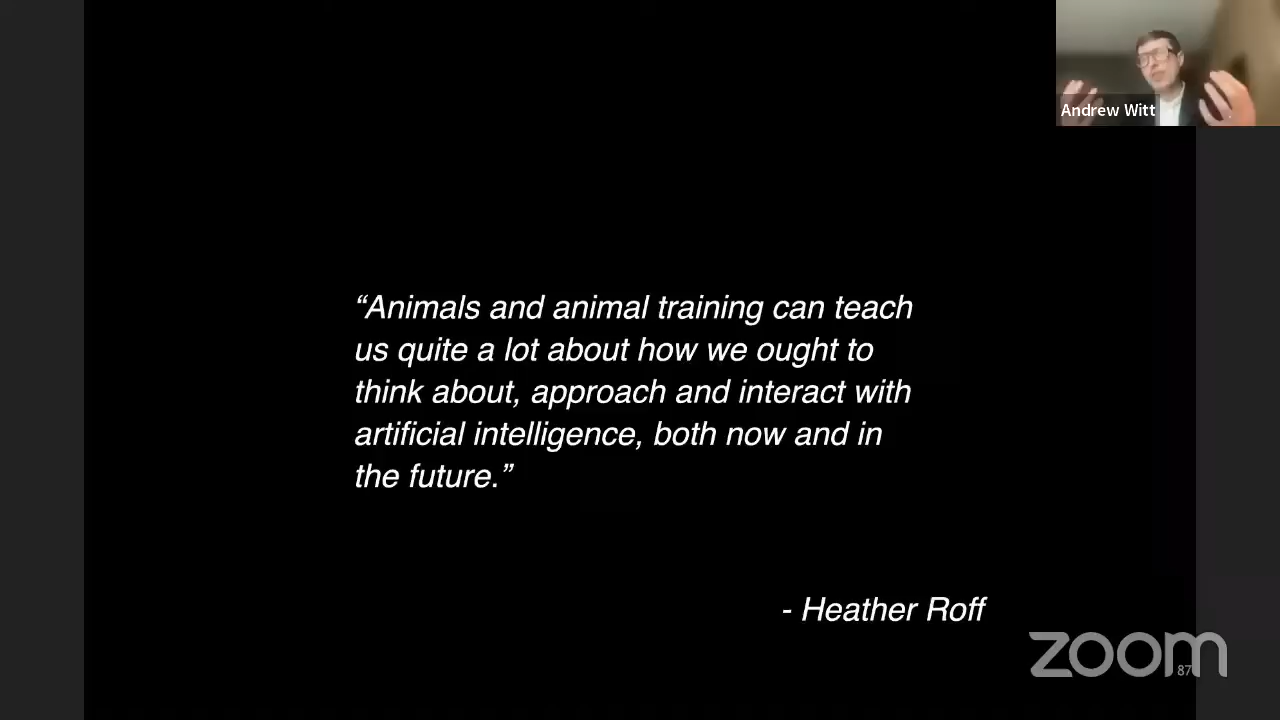 Andrew Witt
“Animals and animal training can teach
us quite a lot about how we ought to
think about, approach and interact with
artificial intelligence, both now and in
the future.”
- Heather Roff
zoom
87